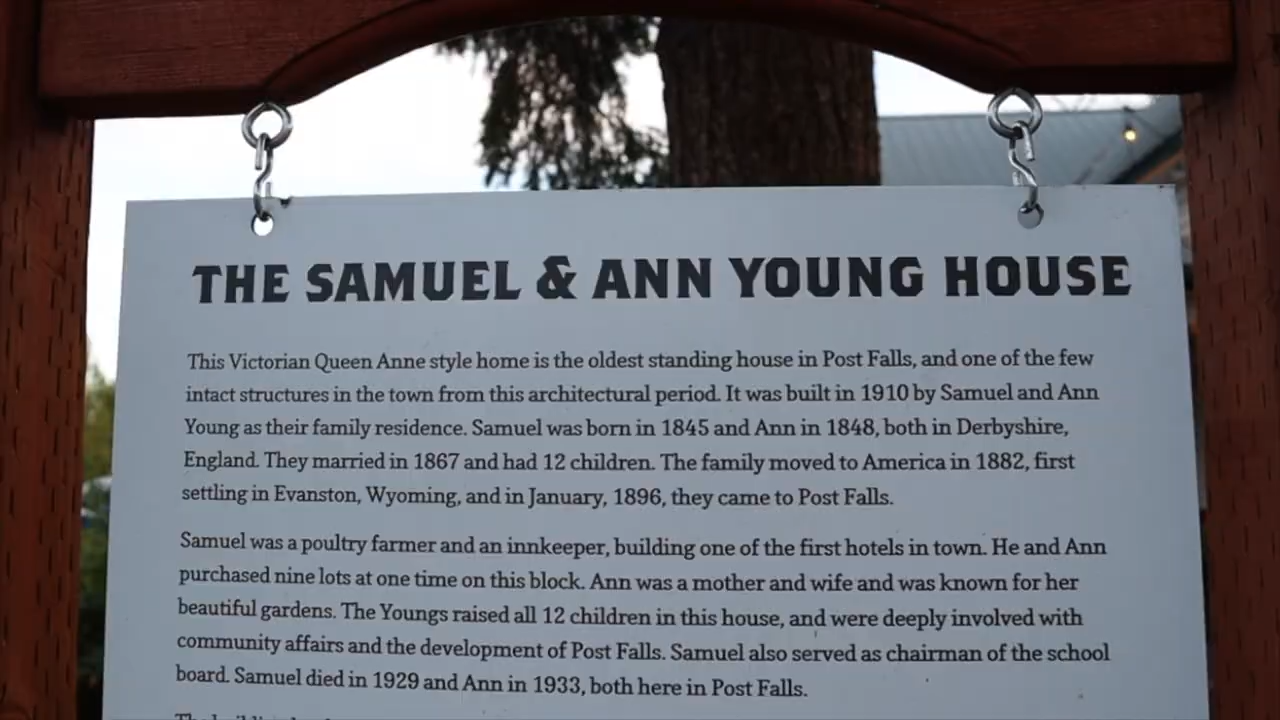 THE SAMUEL & ANN YOUNG HOUSE
This Victorian Queen Anne style home is the oldest standing house in Post Falls, and one of the few
intact structures in the town from this architectural period. It was built in 1910 by Samuel and Ann
Young as their family residence. Samuel was born in 1845 and Ann in 1848, both in Derbyshire,
England. They married in 1867 and had 12 children. The family moved to America in 1882, first
settling in Evanston, Wyoming, and in January, 1896, they came to Post Falls.
Samuel was a poultry farmer and an innkeeper, building one of the first hotels in town. He and Ann
purchased nine lots at one time on this block. Ann was a mother and wife and was known for her
beautiful gardens. The Youngs raised all 12 children in this house, and were deeply involved with
community affairs and the development of Post Falls. Samuel also served as chairman of the school
board. Samuel died in 1929 and Ann in 1933, both here in Post Falls.